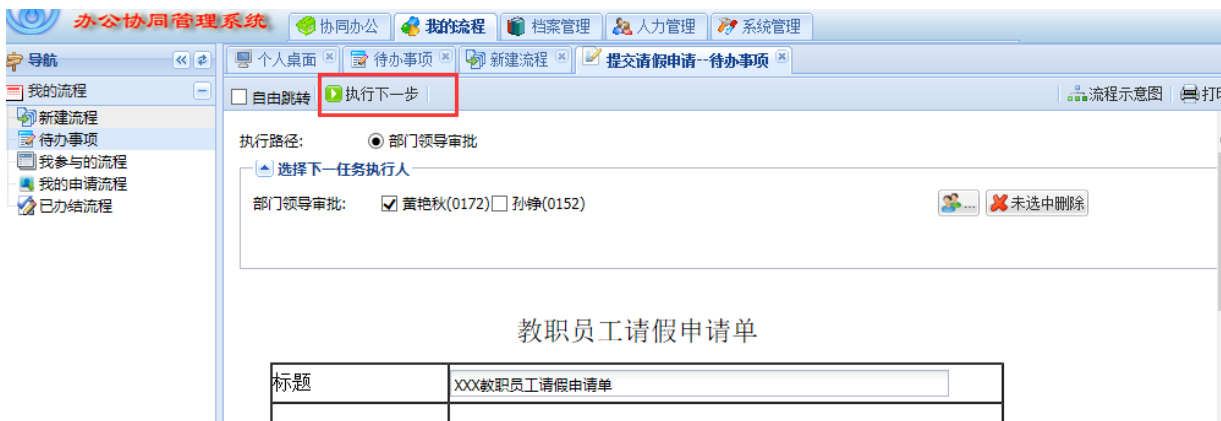 办公协同管理系统 协同办公 我的流程 档案管理 人力管理 系统管理
导航 个人桌面 待办事项 新建流程 提交请假申请--待办事项
我的流程 自由跳转 执行下一步 流程示意图 打印
新建流程
待办事项
我参与的流程
我的申请流程
已办结流程
执行路径: 部门领导审批
选择下一任务执行人
部门领导审批: 黄艳秋(0172) 孙铮(0152) ... 未选中删除
教职员工请假申请单
标题 XXX教职员工请假申请单